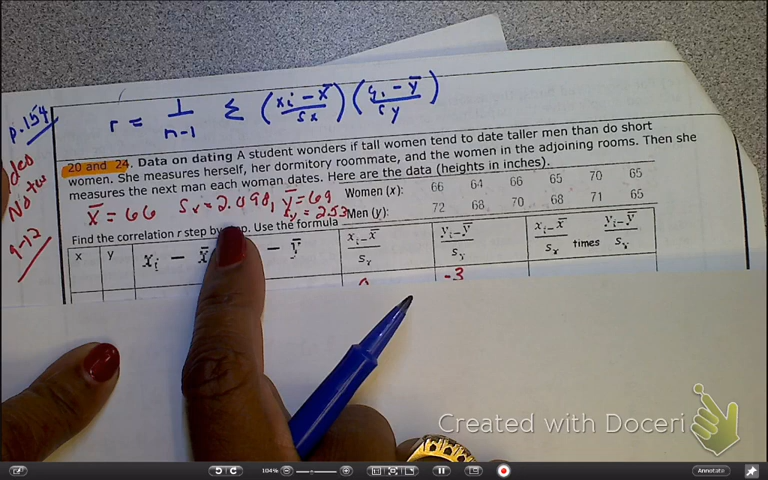 p.154
r = 1/(n-1) Σ ((xi - x̄)/sx) ((yi - ȳ)/sy)
20 and 24. Data on dating A student wonders if tall women tend to date taller men than do short
women. She measures herself, her dormitory roommate, and the women in the adjoining rooms. Then she
measures the next man each woman dates. Here are the data (heights in inches).
Women (x): 66 64 66 65 70 65
Men (y): 72 68 70 68 71 65
x̄ = 66 Sx = 2.098, ȳ = 69
sy = 2.53
Notes
9-12
Find the correlation r step by
Use the formula
x y xi - x̄ - ȳ (xi - x̄)/sx (yi - ȳ)/sy (xi - x̄)/sx times (yi - ȳ)/sy
-3
Created with Doceri
104%
Annotate